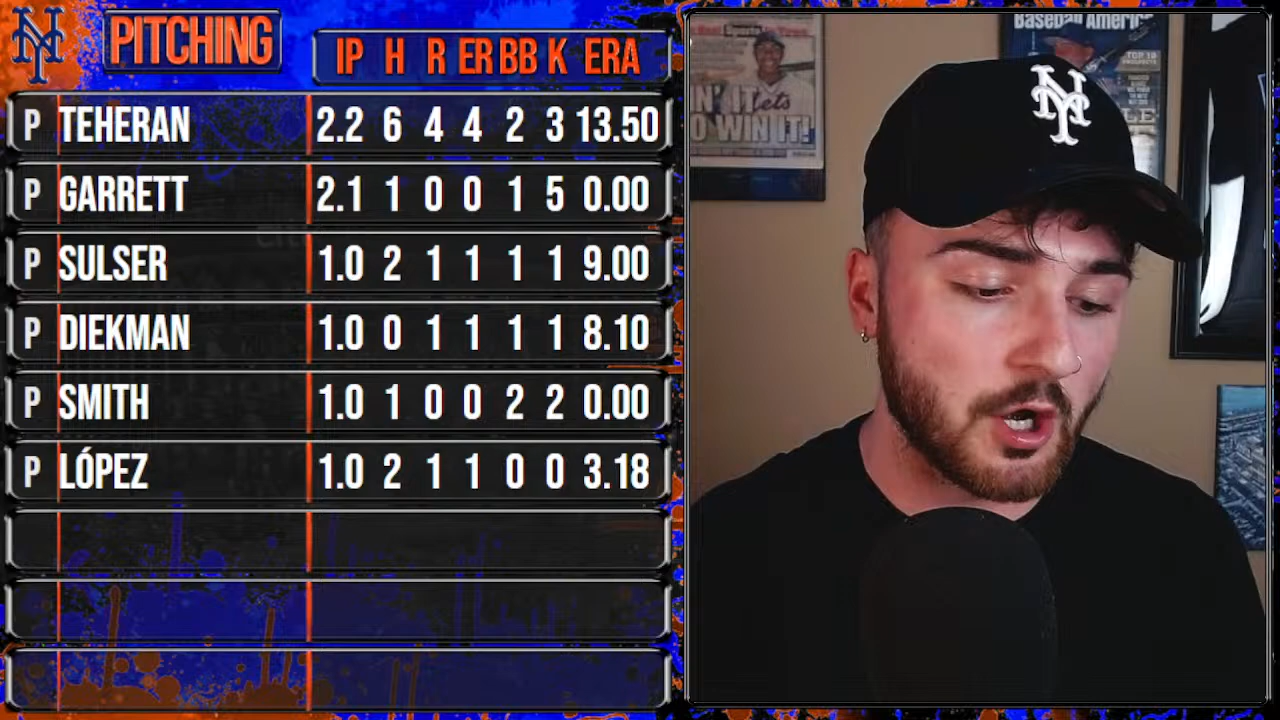 NY PITCHING IP H R ER BB K ERA
P TEHERAN 2.2 6 4 4 2 3 13.50
P GARRETT 2.1 1 0 0 1 5 0.00
P SULSER 1.0 2 1 1 1 1 9.00
P DIEKMAN 1.0 0 1 1 1 1 8.10
P SMITH 1.0 1 0 0 2 2 0.00
P LÓPEZ 1.0 2 1 1 0 0 3.18
Baseball America
TOP 10
Mets
WIN IT!
NY